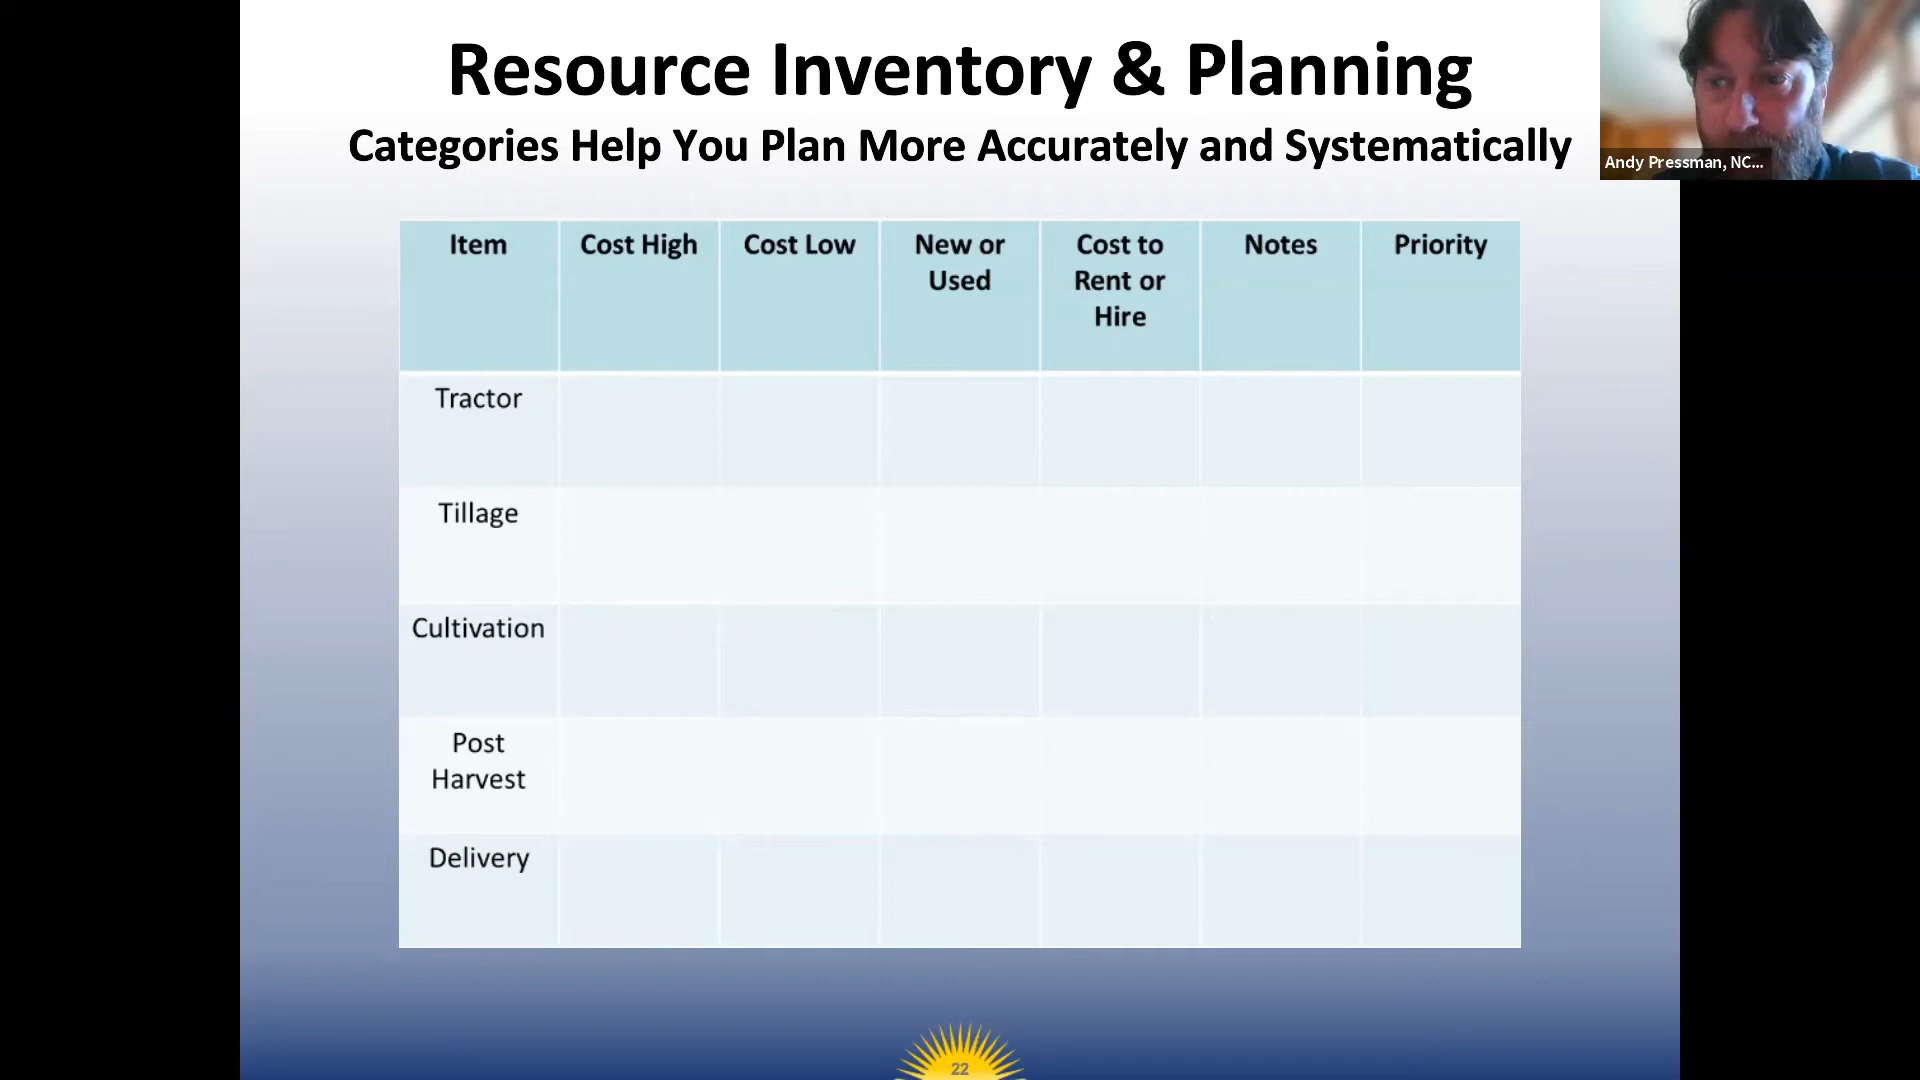 Resource Inventory & Planning
Categories Help You Plan More Accurately and Systematically
Andy Pressman, NC...
Item
Cost High
Cost Low
New or
Used
Cost to
Rent or
Hire
Notes
Priority
Tractor
Tillage
Cultivation
Post
Harvest
Delivery
22